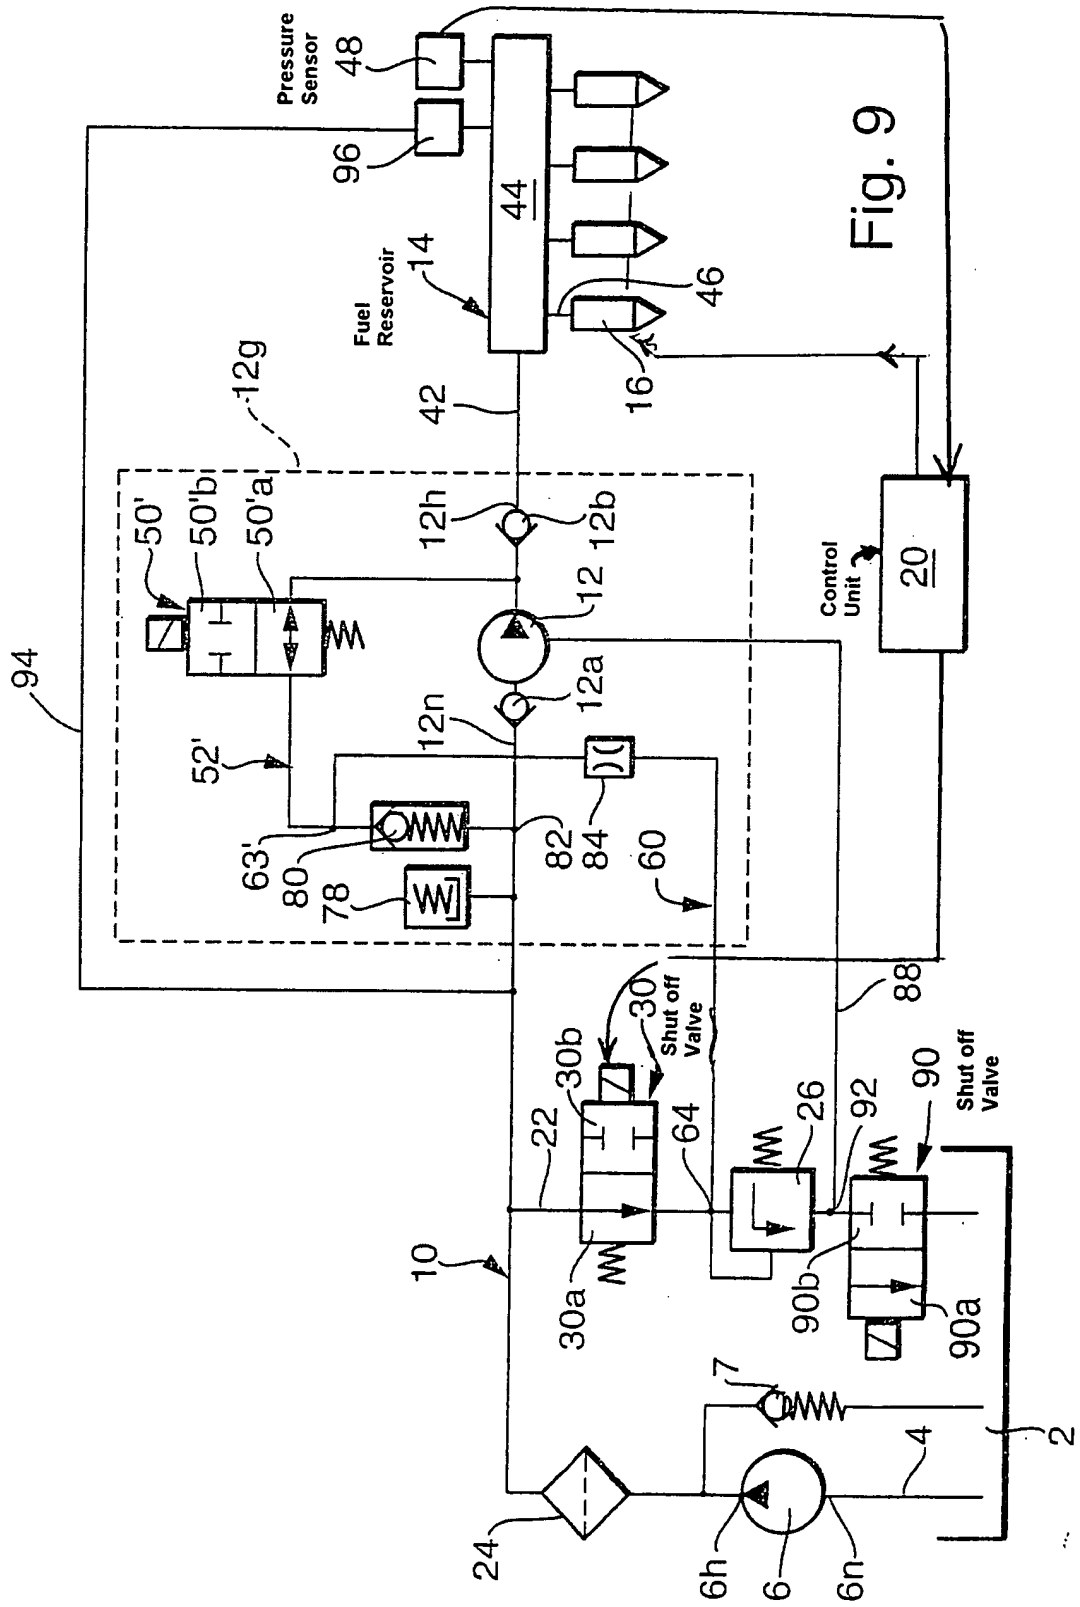 Pressure
Sensor
48
96
94
Fuel
Reservoir
14
44
46
16
42
12g
50'
50'b
50'a
52'
12h
12b
12
12n
12a
63'
80
78
82
84
60
88
Control
Unit
20
Fig. 9
30b
30
Shut off
Valve
22
30a
64
26
92
90
Shut off
Valve
90b
90a
10
24
7
6h
6
6n
4
2